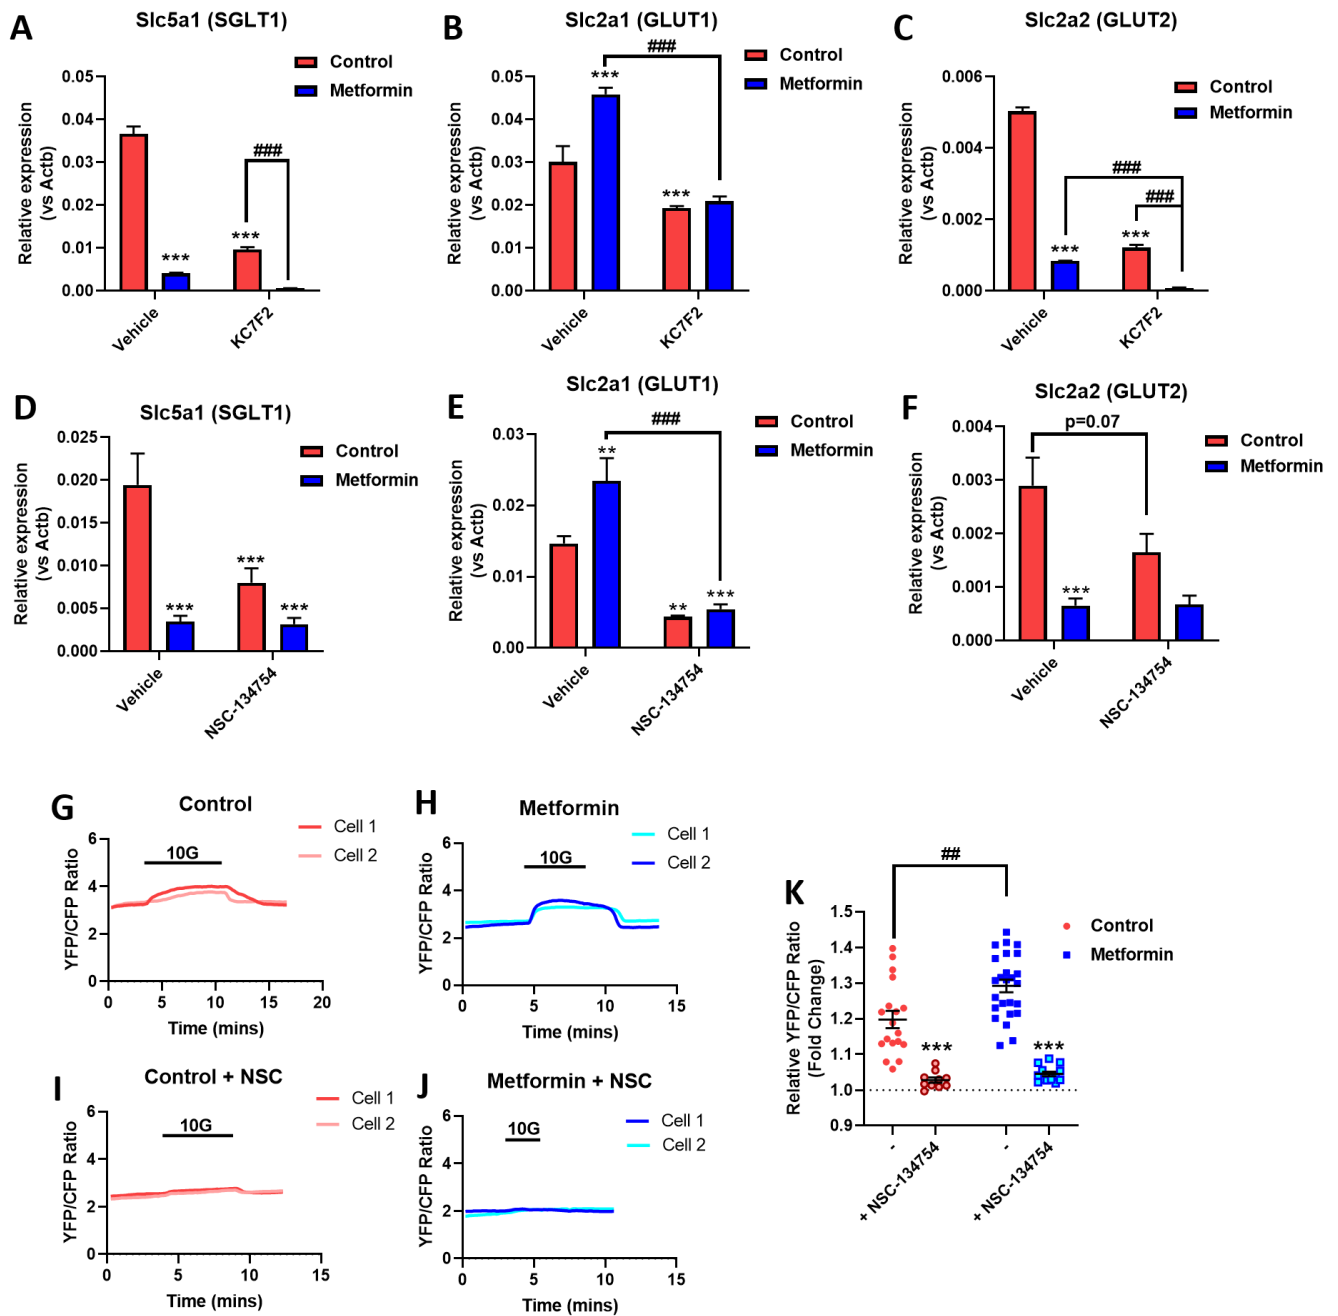 A
Slc5a1 (SGLT1)
Control
Metformin
Relative expression
(vs Actb)
0.05
0.04
0.03
0.02
0.01
0.00
***
***
###
Vehicle
KC7F2
B
Slc2a1 (GLUT1)
Control
Metformin
Relative expression
(vs Actb)
0.05
0.04
0.03
0.02
0.01
0.00
***
***
###
Vehicle
KC7F2
C
Slc2a2 (GLUT2)
Control
Metformin
Relative expression
(vs Actb)
0.006
0.004
0.002
0.000
***
***
###
###
Vehicle
KC7F2
D
Slc5a1 (SGLT1)
Control
Metformin
Relative expression
(vs Actb)
0.025
0.020
0.015
0.010
0.005
0.000
***
***
***
Vehicle
NSC-134754
E
Slc2a1 (GLUT1)
Control
Metformin
Relative expression
(vs Actb)
0.03
0.02
0.01
0.00
**
**
***
###
Vehicle
NSC-134754
F
Slc2a2 (GLUT2)
Control
Metformin
Relative expression
(vs Actb)
0.004
0.003
0.002
0.001
0.000
p=0.07
***
Vehicle
NSC-134754
G
Control
Cell 1
Cell 2
10G
YFP/CFP Ratio
6
4
2
0
0 5 10 15 20
Time (mins)
H
Metformin
Cell 1
Cell 2
10G
YFP/CFP Ratio
6
4
2
0
0 5 10 15
Time (mins)
I
Control + NSC
Cell 1
Cell 2
10G
YFP/CFP Ratio
6
4
2
0
0 5 10 15
Time (mins)
J
Metformin + NSC
Cell 1
Cell 2
10G
YFP/CFP Ratio
6
4
2
0
0 5 10 15
Time (mins)
K
Control
Metformin
Relative YFP/CFP Ratio
(Fold Change)
1.5
1.4
1.3
1.2
1.1
1.0
0.9
##
***
***
-
+ NSC-134754
-
+ NSC-134754